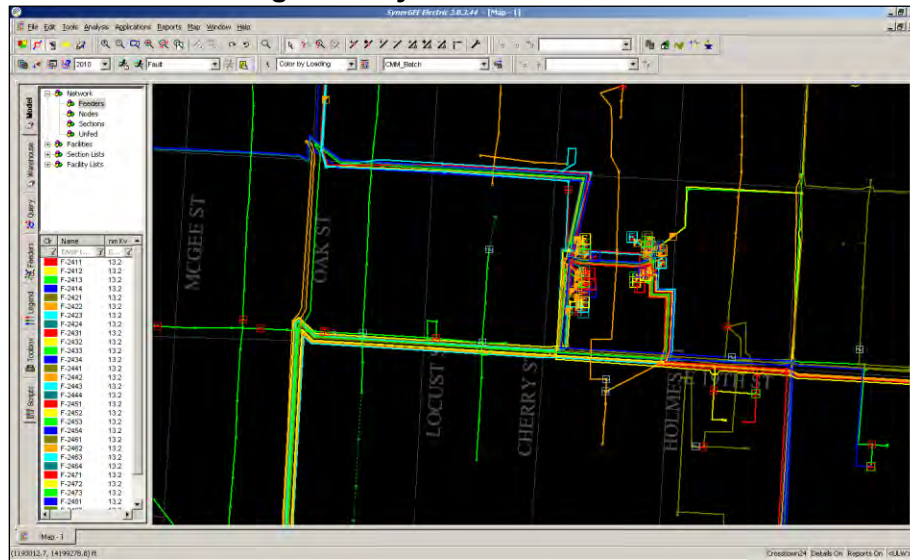 SynerGEE Electric 3.8.3.44 - [Map - 1]
File Edit Tools Analysis Applications Reports Map Window Help
2010 Fault Color by Loading CMM_Batch
Model
Warehouse
Query
Feeders
Legend
Toolbox
Scripts
Network
Feeders
Nodes
Sections
Unfed
Facilities
Section Lists
Facility Lists
Clr Name nm Kv
F-2411 13.2
F-2412 13.2
F-2413 13.2
F-2414 13.2
F-2421 13.2
F-2422 13.2
F-2423 13.2
F-2424 13.2
F-2431 13.2
F-2432 13.2
F-2433 13.2
F-2434 13.2
F-2441 13.2
F-2442 13.2
F-2443 13.2
F-2444 13.2
F-2451 13.2
F-2452 13.2
F-2453 13.2
F-2454 13.2
F-2461 13.2
F-2462 13.2
F-2463 13.2
F-2464 13.2
F-2471 13.2
F-2472 13.2
F-2473 13.2
F-2481 13.2
MCGEE ST
OAK ST
LOCUST
CHERRY ST
HOLMES
Map - 1
(1193012.7, 14199278.8) ft
Crosstown24 Details On Reports On